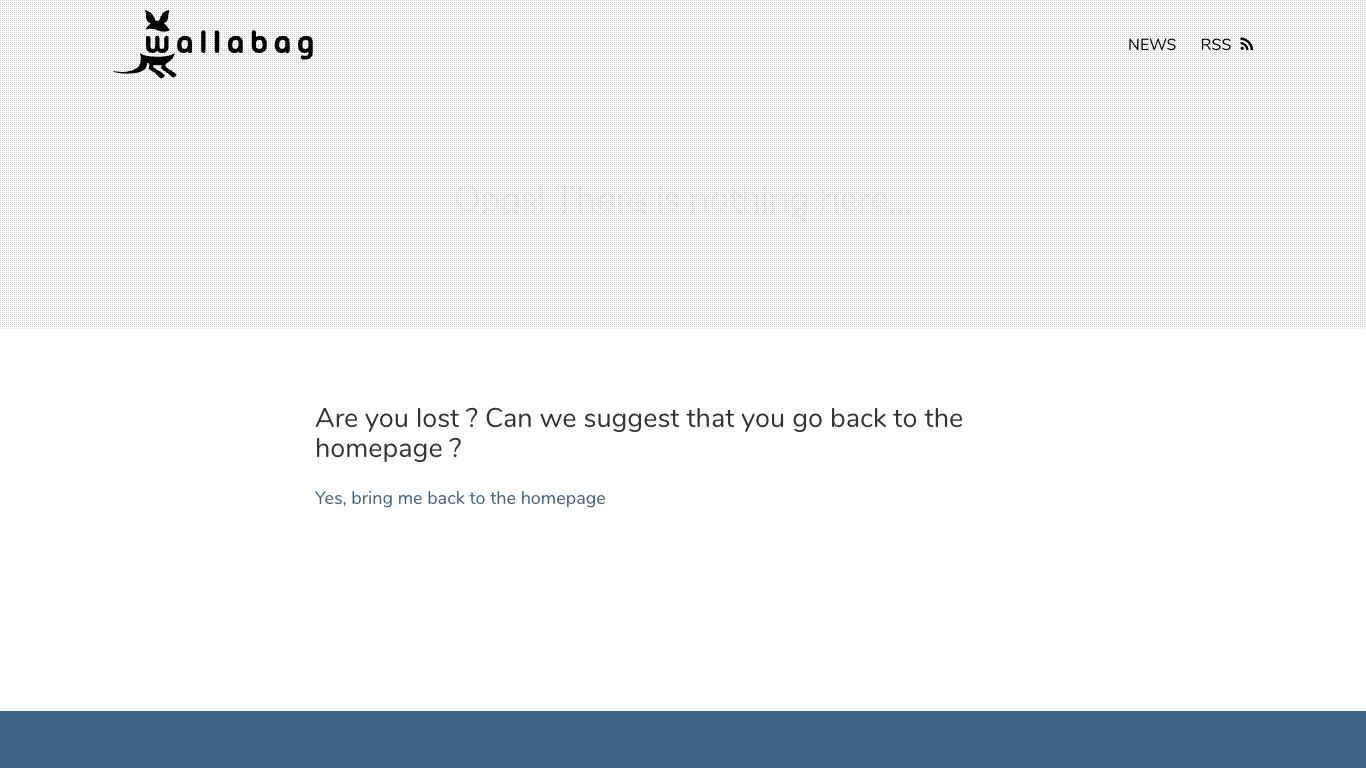 wallabag
NEWS
RSS
Oops! There is nothing here...
Are you lost ? Can we suggest that you go back to the
homepage ?
Yes, bring me back to the homepage